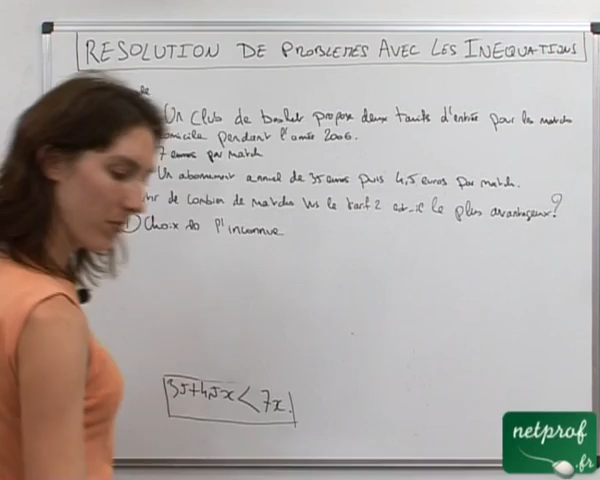 RESOLUTION DE PROBLEMES AVEC LES INEQUATIONS
Un club de basket propose deux tarifs d'entrée pour les matchs
omicile pendant l'année 2006.
7 euros par match
Un abonnement annuel de 35 euros puis 4,5 euros par match.
tir de combien de matchs le tarif 2 est-il le plus avantageux?
1) Choix de l'inconnue
35+4,5x < 7x.
netprof
.fr